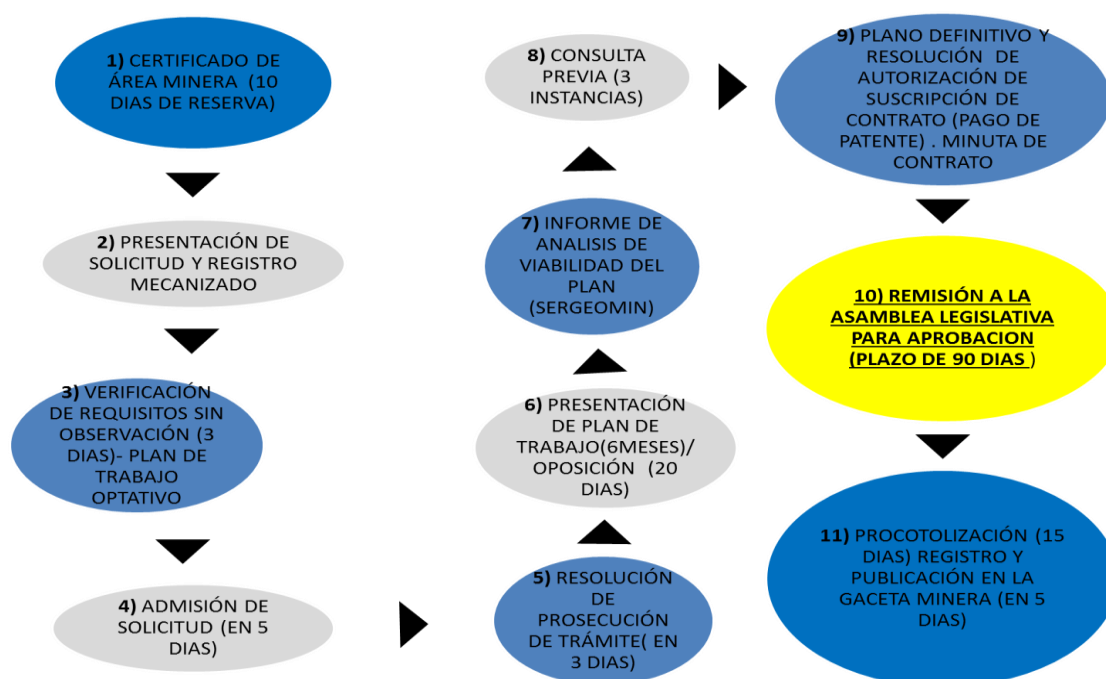 1) CERTIFICADO DE
ÁREA MINERA (10
DIAS DE RESERVA)
2) PRESENTACIÓN DE
SOLICITUD Y REGISTRO
MECANIZADO
3) VERIFICACIÓN
DE REQUISITOS SIN
OBSERVACIÓN (3
DIAS)- PLAN DE
TRABAJO
OPTATIVO
4) ADMISIÓN DE
SOLICITUD (EN 5
DIAS)
5) RESOLUCIÓN
DE
PROSECUCIÓN
DE TRÁMITE( EN
3 DIAS)
6) PRESENTACIÓN
DE PLAN DE
TRABAJO(6MESES)/
OPOSICIÓN (20
DIAS)
7) INFORME DE
ANALISIS DE
VIABILIDAD DEL
PLAN
(SERGEOMIN)
8) CONSULTA
PREVIA (3
INSTANCIAS)
9) PLANO DEFINITIVO Y
RESOLUCIÓN DE
AUTORIZACIÓN DE
SUSCRIPCIÓN DE
CONTRATO (PAGO DE
PATENTE) . MINUTA DE
CONTRATO
10) REMISIÓN A LA
ASAMBLEA LEGISLATIVA
PARA APROBACION
(PLAZO DE 90 DIAS )
11) PROCOTOLIZACIÓN (15
DIAS) REGISTRO Y
PUBLICACIÓN EN LA
GACETA MINERA (EN 5
DIAS)